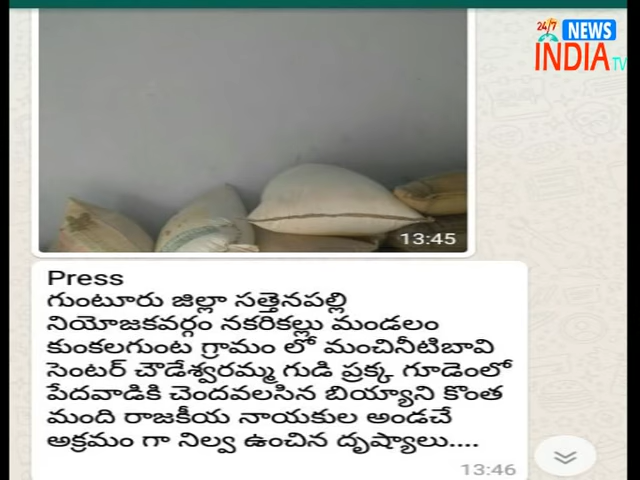 24/7 NEWS
INDIA TV
13:45
Press
గుంటూరు జిల్లా సత్తెనపల్లి
నియోజకవర్గం నకరికల్లు మండలం
కుంకలగుంట గ్రామం లో మంచినీటిబావి
సెంటర్ చౌడేశ్వరమ్మ గుడి ప్రక్క గూడెంలో
పేదవాడికి చెందవలసిన బియ్యాని కొంత
మంది రాజకీయ నాయకుల అండచే
అక్రమం గా నిల్వ ఉంచిన దృష్యాలు....
13:46